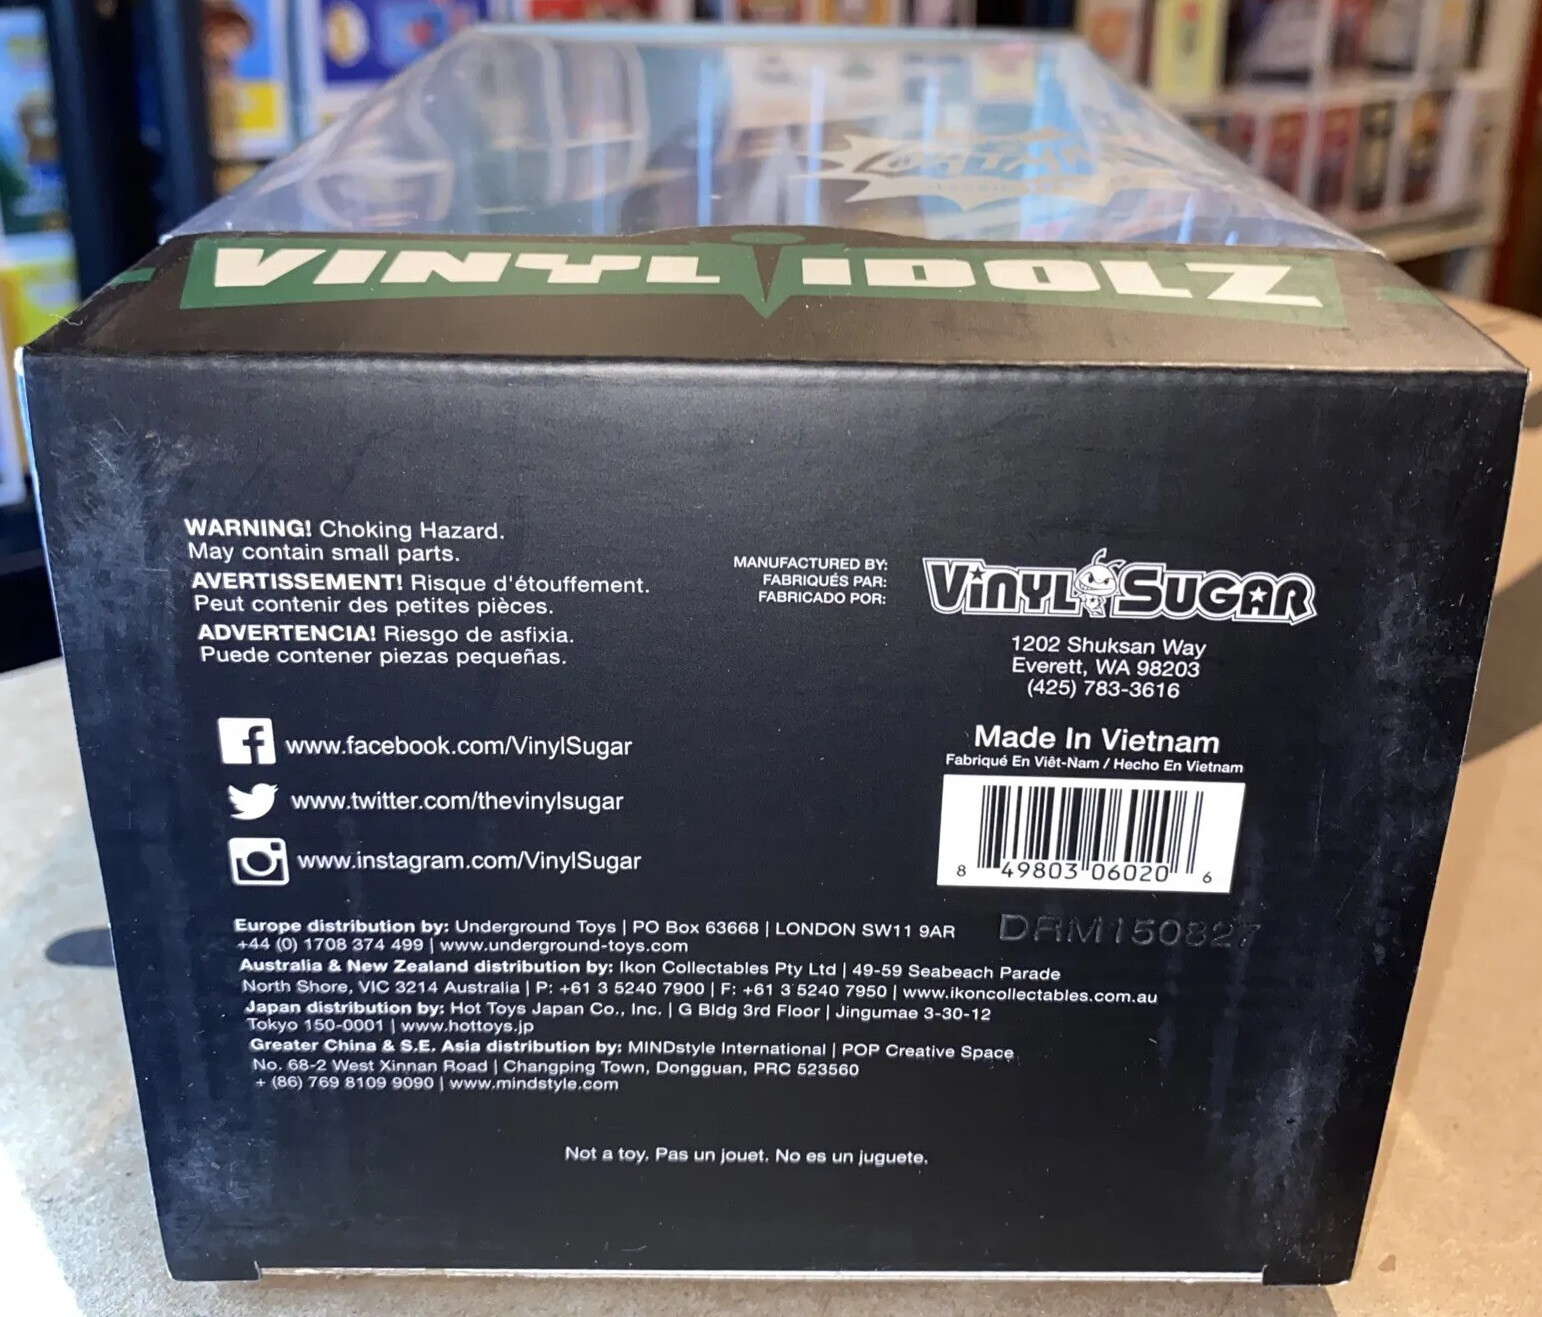 VINYL IDOLZ
WARNING! Choking Hazard.
May contain small parts.
AVERTISSEMENT! Risque d'étouffement.
Peut contenir des petites pièces.
ADVERTENCIA! Riesgo de asfixia.
Puede contener piezas pequeñas.
MANUFACTURED BY:
FABRIQUÉS PAR:
FABRICADO POR:
VINYL SUGAR
1202 Shuksan Way
Everett, WA 98203
(425) 783-3616
www.facebook.com/VinylSugar
www.twitter.com/thevinylsugar
www.instagram.com/VinylSugar
Made In Vietnam
Fabriqué En Viêt-Nam / Hecho En Vietnam
8 49803 06020 6
DRM150827
Europe distribution by: Underground Toys | PO Box 63668 | LONDON SW11 9AR
+44 (0) 1708 374 499 | www.underground-toys.com
Australia & New Zealand distribution by: Ikon Collectables Pty Ltd | 49-59 Seabeach Parade
North Shore, VIC 3214 Australia | P: +61 3 5240 7900 | F: +61 3 5240 7950 | www.ikoncollectables.com.au
Japan distribution by: Hot Toys Japan Co., Inc. | G Bldg 3rd Floor | Jingumae 3-30-12
Tokyo 150-0001 | www.hottoys.jp
Greater China & S.E. Asia distribution by: MINDstyle International | POP Creative Space
No. 68-2 West Xinnan Road | Changping Town, Dongguan, PRC 523560
+ (86) 769 8109 9090 | www.mindstyle.com
Not a toy. Pas un jouet. No es un juguete.